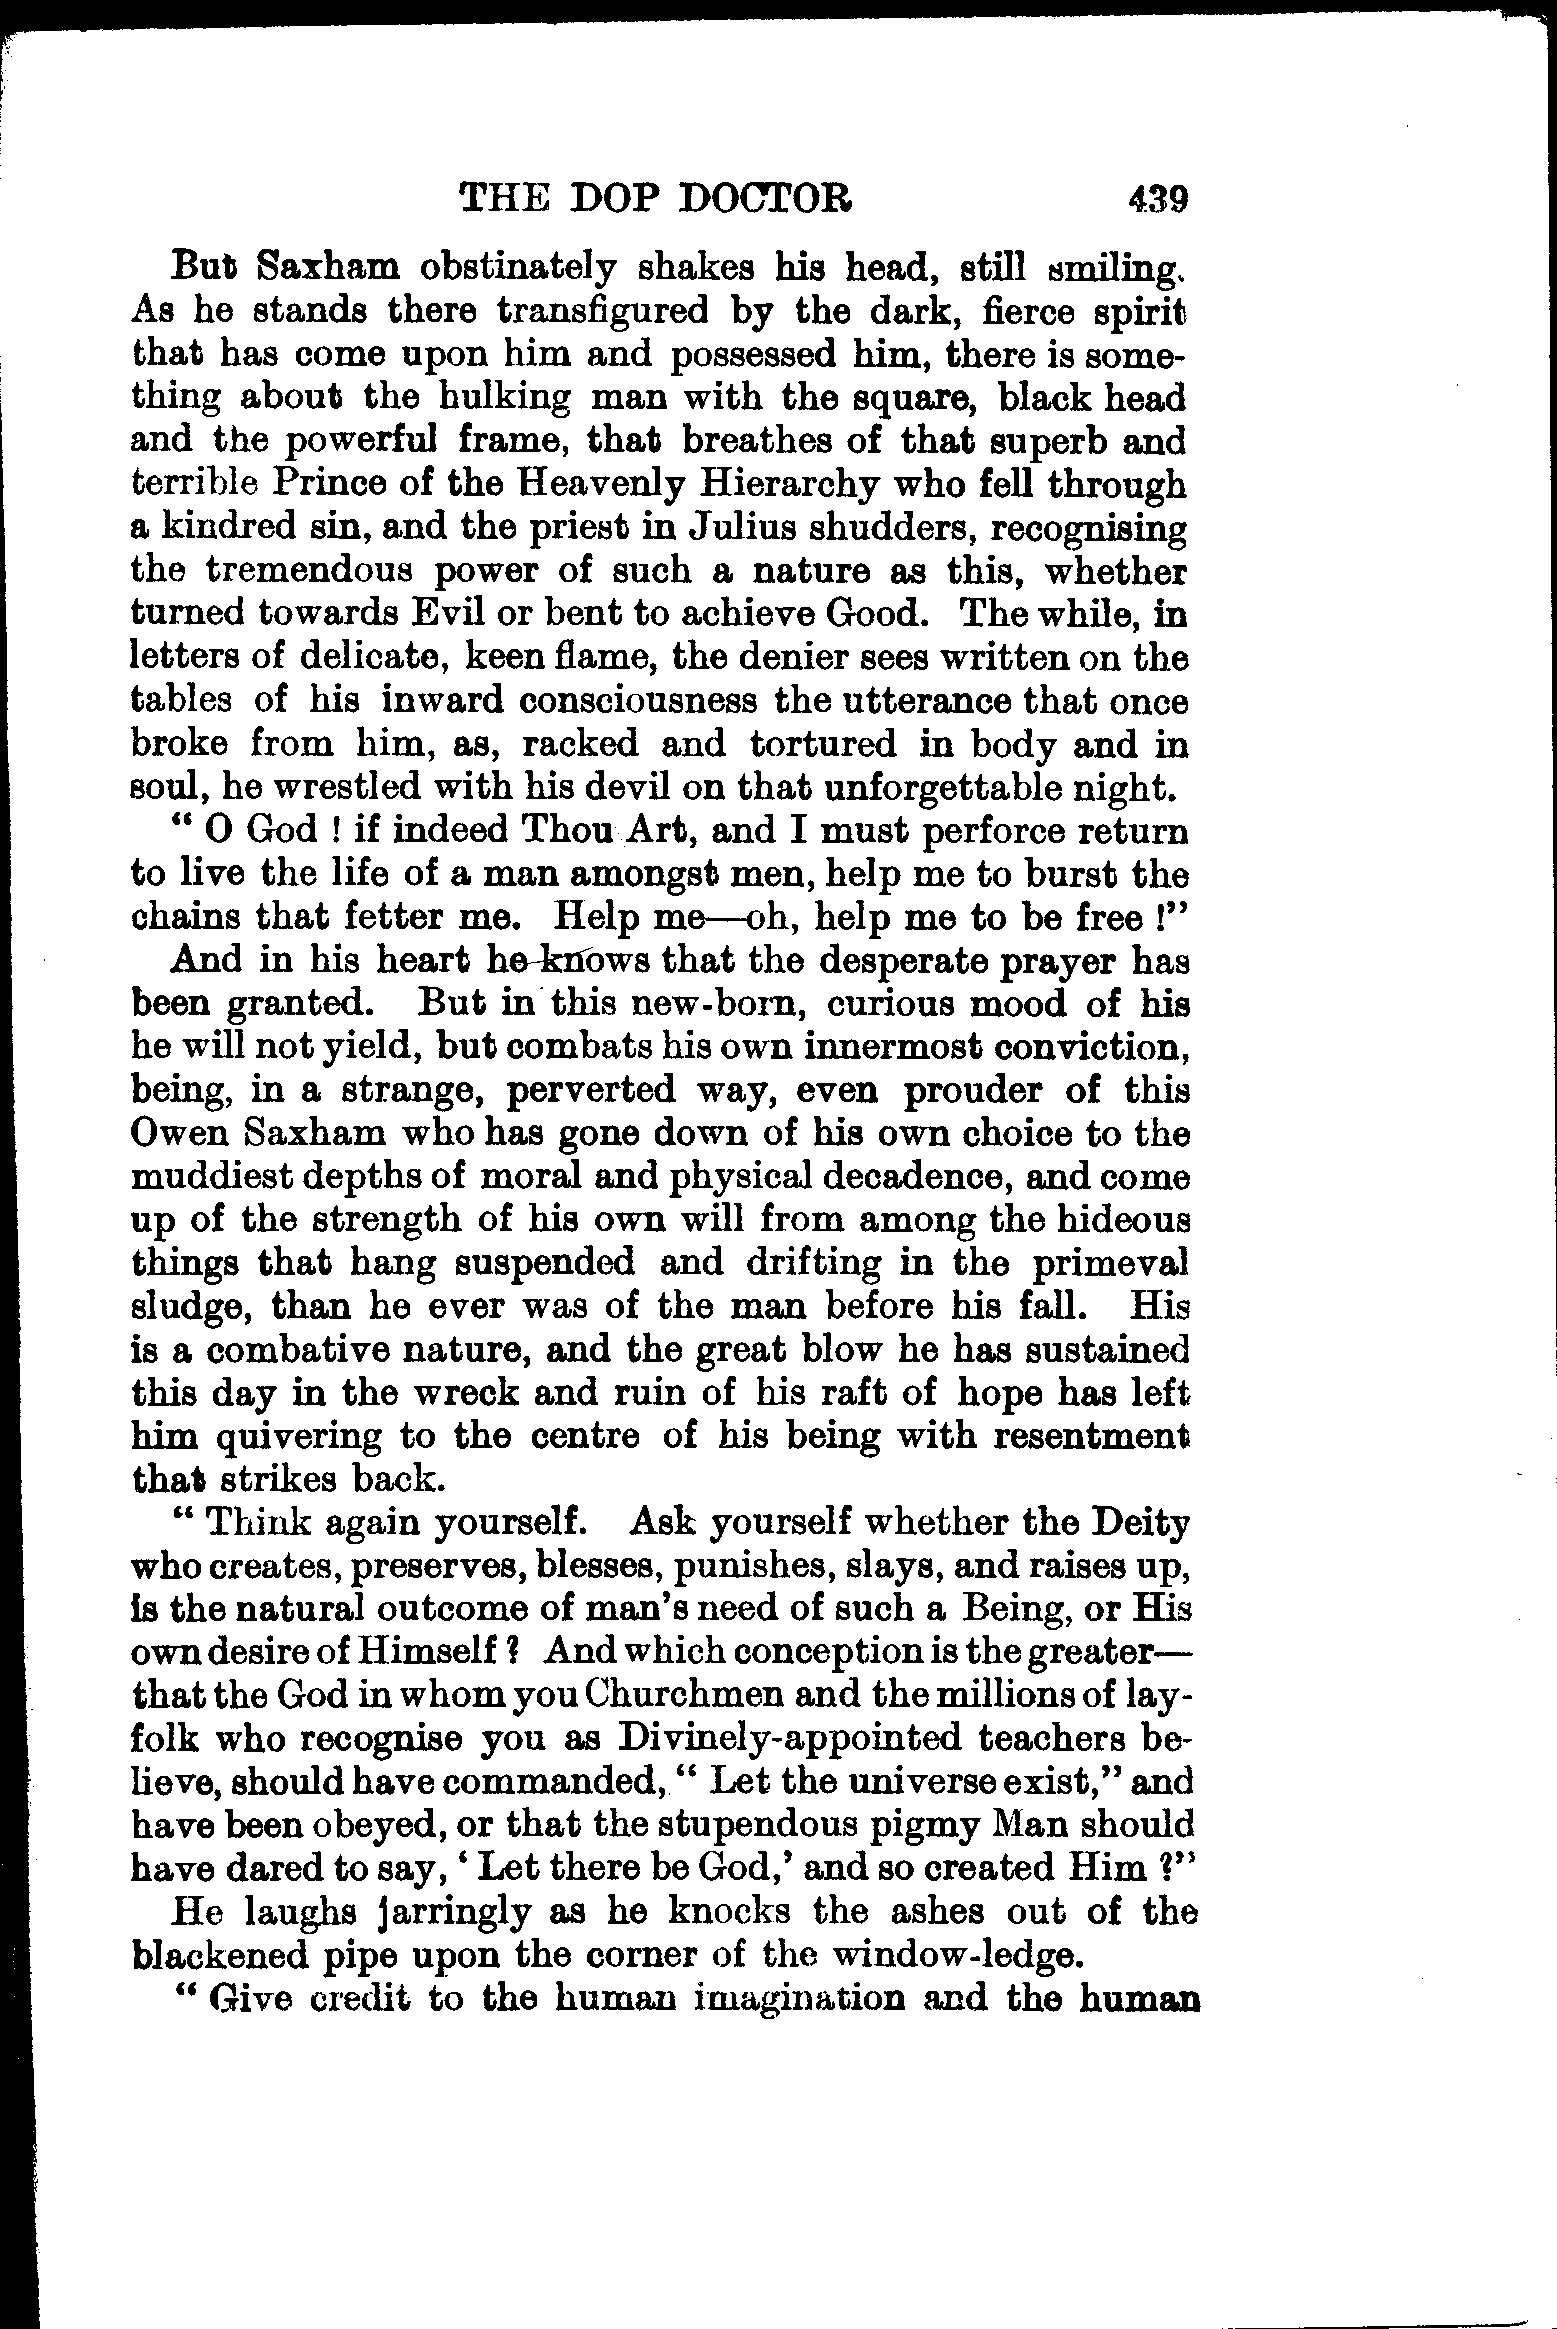 THE DOP DOCTOR 439
But Saxham obstinately shakes his head, still smiling.
As he stands there transfigured by the dark, fierce spirit
that has come upon him and possessed him, there is some-
thing about the hulking man with the square, black head
and the powerful frame, that breathes of that superb and
terrible Prince of the Heavenly Hierarchy who fell through
a kindred sin, and the priest in Julius shudders, recognising
the tremendous power of such a nature as this, whether
turned towards Evil or bent to achieve Good. The while, in
letters of delicate, keen flame, the denier sees written on the
tables of his inward consciousness the utterance that once
broke from him, as, racked and tortured in body and in
soul, he wrestled with his devil on that unforgettable night.
“ O God ! if indeed Thou Art, and I must perforce return
to live the life of a man amongst men, help me to burst the
chains that fetter me. Help me—oh, help me to be free !”
And in his heart he knows that the desperate prayer has
been granted. But in this new-born, curious mood of his
he will not yield, but combats his own innermost conviction,
being, in a strange, perverted way, even prouder of this
Owen Saxham who has gone down of his own choice to the
muddiest depths of moral and physical decadence, and come
up of the strength of his own will from among the hideous
things that hang suspended and drifting in the primeval
sludge, than he ever was of the man before his fall. His
is a combative nature, and the great blow he has sustained
this day in the wreck and ruin of his raft of hope has left
him quivering to the centre of his being with resentment
that strikes back.
“ Think again yourself. Ask yourself whether the Deity
who creates, preserves, blesses, punishes, slays, and raises up,
is the natural outcome of man’s need of such a Being, or His
own desire of Himself ? And which conception is the greater—
that the God in whom you Churchmen and the millions of lay-
folk who recognise you as Divinely-appointed teachers be-
lieve, should have commanded, “ Let the universe exist,” and
have been obeyed, or that the stupendous pigmy Man should
have dared to say, ‘ Let there be God,’ and so created Him ?”
He laughs jarringly as he knocks the ashes out of the
blackened pipe upon the corner of the window-ledge.
“ Give credit to the human imagination and the human